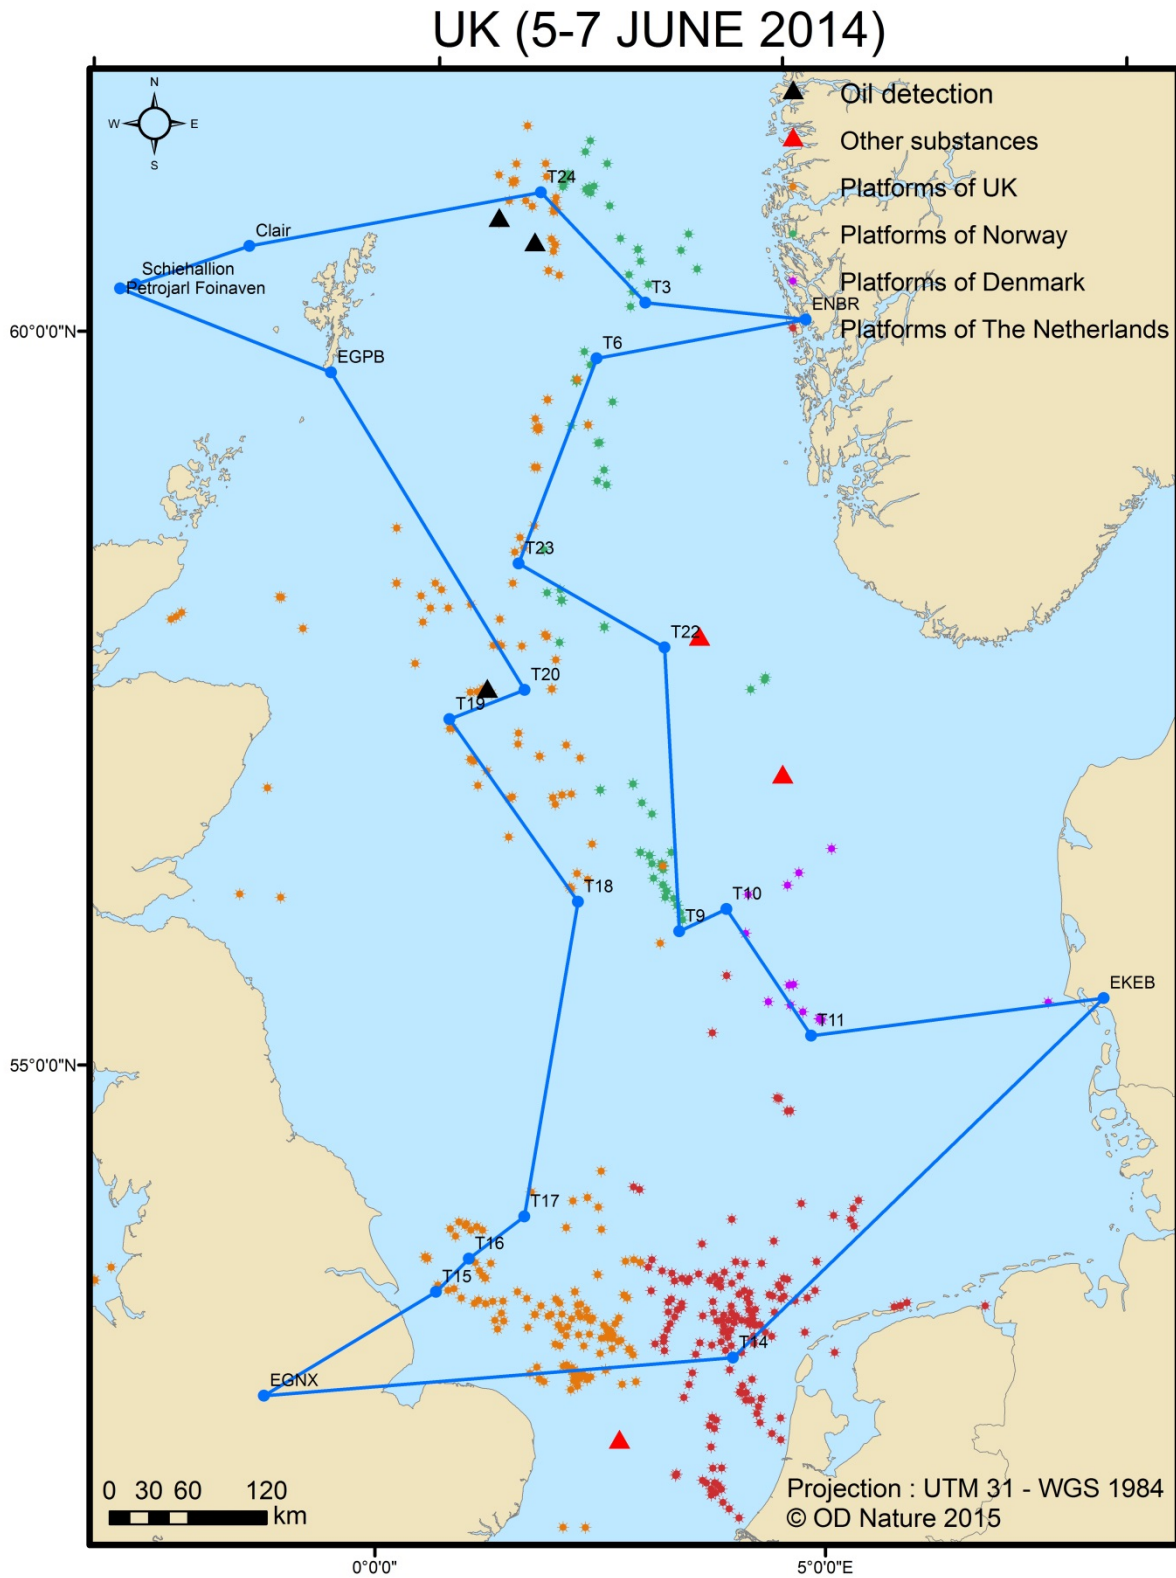 UK (5-7 JUNE 2014)
N
W E
S
Oil detection
Other substances
Platforms of UK
Platforms of Norway
Platforms of Denmark
Platforms of The Netherlands
T24
Clair
Schiehallion
Petrojarl Foinaven
T3
ENBR
60°0'0"N
T6
EGPB
T23
T22
T20
T19
T18
T10
T9
EKEB
T11
55°0'0"N
T17
T16
T15
T14
EGNX
0 30 60 120
km
Projection : UTM 31 - WGS 1984
© OD Nature 2015
0°0'0"
5°0'0"E